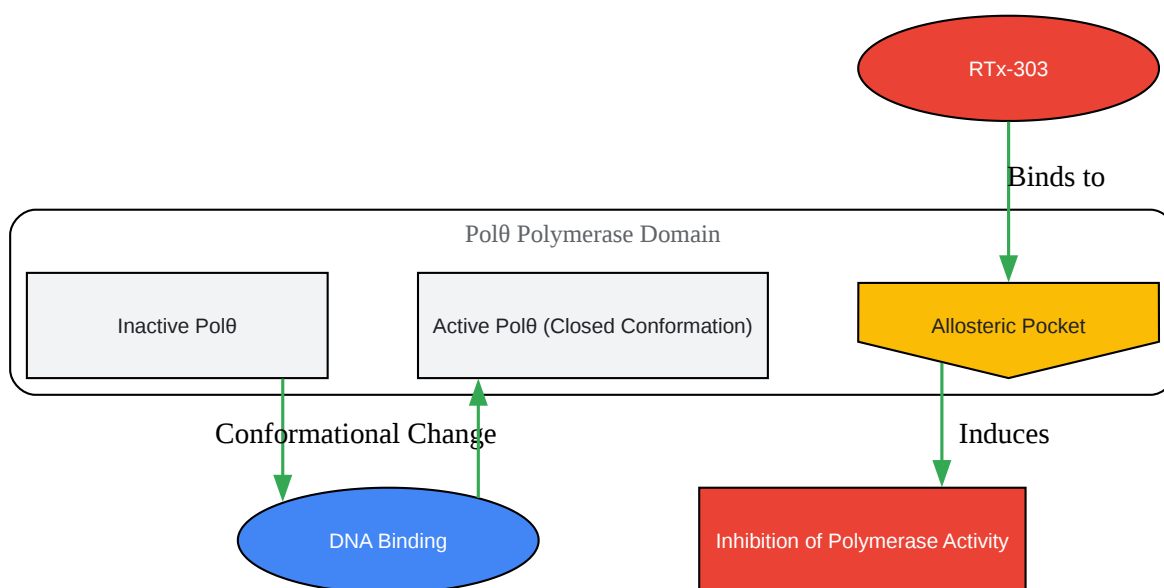 RTx-303
Binds to
Polθ Polymerase Domain
Inactive Polθ
Active Polθ (Closed Conformation)
Allosteric Pocket
Conformational Change
Induces
DNA Binding
Inhibition of Polymerase Activity